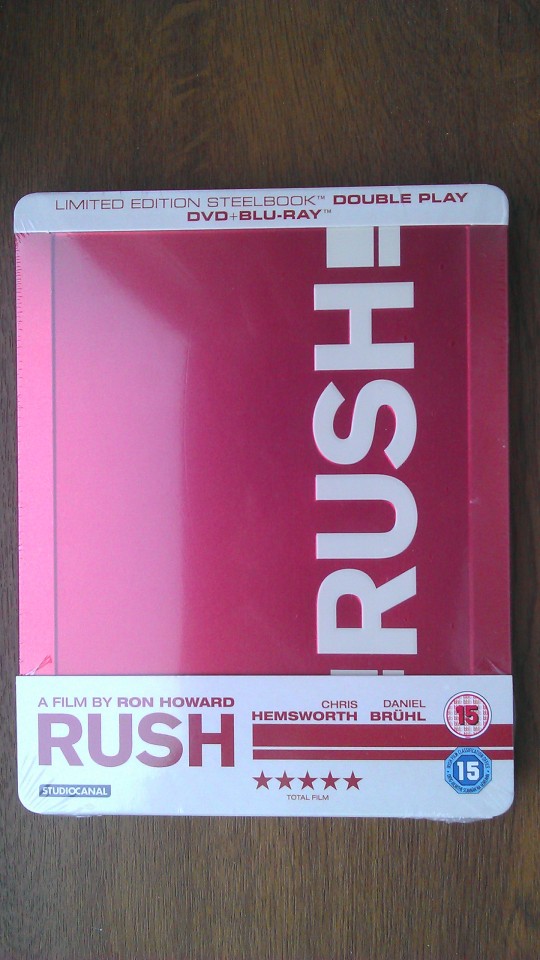 LIMITED EDITION STEELBOOK™ DOUBLE PLAY
DVD+BLU-RAY™
RUSH
A FILM BY RON HOWARD
RUSH
CHRIS HEMSWORTH
DANIEL BRÜHL
15
15
STUDIOCANAL
TOTAL FILM